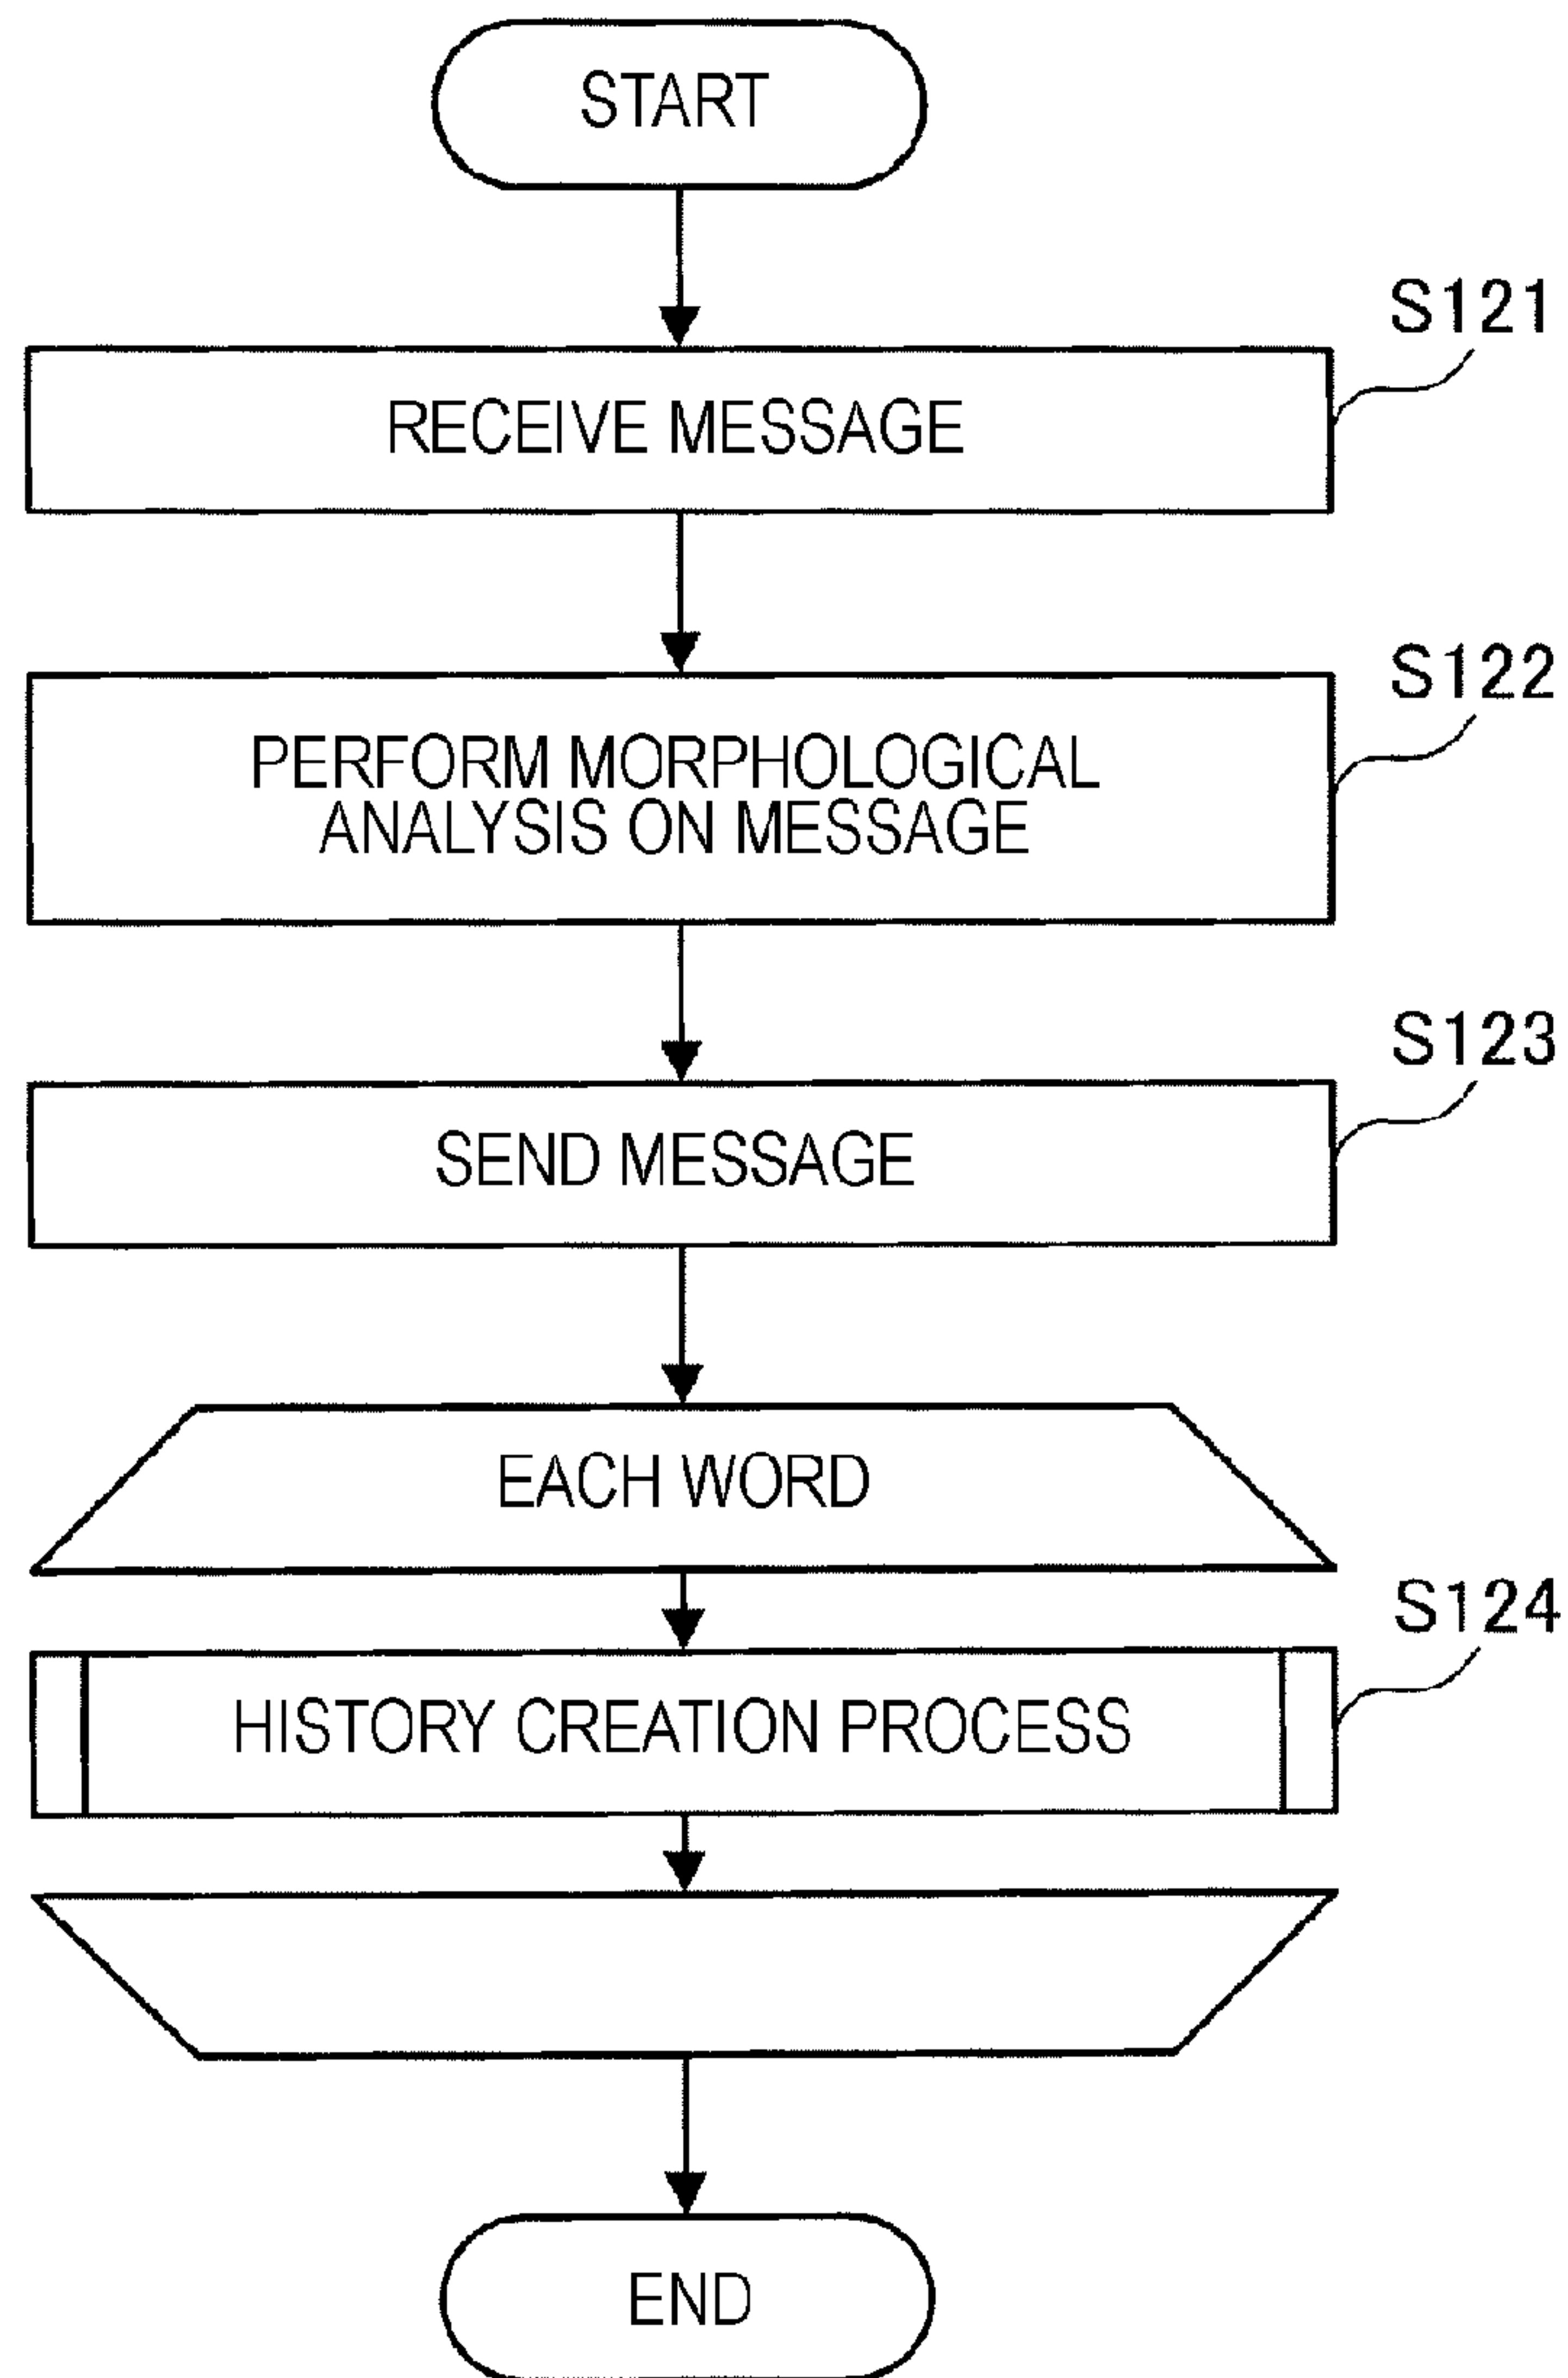 START
S121
RECEIVE MESSAGE
S122
PERFORM MORPHOLOGICAL
ANALYSIS ON MESSAGE
S123
SEND MESSAGE
EACH WORD
S124
HISTORY CREATION PROCESS
END